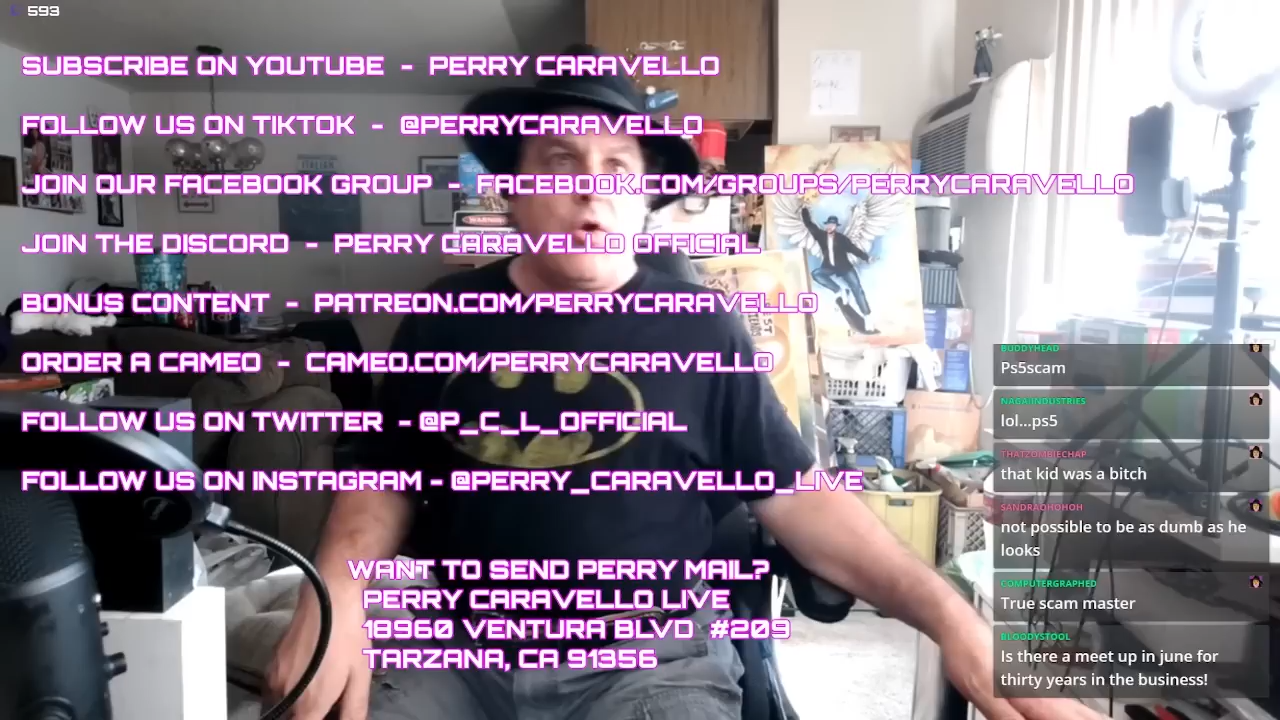 593
SUBSCRIBE ON YOUTUBE - PERRY CARAVELLO
FOLLOW US ON TIKTOK - @PERRYCARAVELLO
JOIN OUR FACEBOOK GROUP - FACEBOOK.COM/GROUPS/PERRYCARAVELLO
JOIN THE DISCORD - PERRY CARAVELLO OFFICIAL
BONUS CONTENT - PATREON.COM/PERRYCARAVELLO
ORDER A CAMEO - CAMEO.COM/PERRYCARAVELLO
FOLLOW US ON TWITTER - @P_C_L_OFFICIAL
FOLLOW US ON INSTAGRAM - @PERRY_CARAVELLO_LIVE
WANT TO SEND PERRY MAIL?
PERRY CARAVELLO LIVE
18960 VENTURA BLVD #209
TARZANA, CA 91356
BUDDYHEAD
Ps5scam
NAGAIINDUSTRIES
lol...ps5
THATZOMBIECHAP
that kid was a bitch
SANDRAOHOHOH
not possible to be as dumb as he
looks
COMPUTERGRAPHED
True scam master
BLOODYSTOOL
Is there a meet up in june for
thirty years in the business!
ITALIAN
WARNING